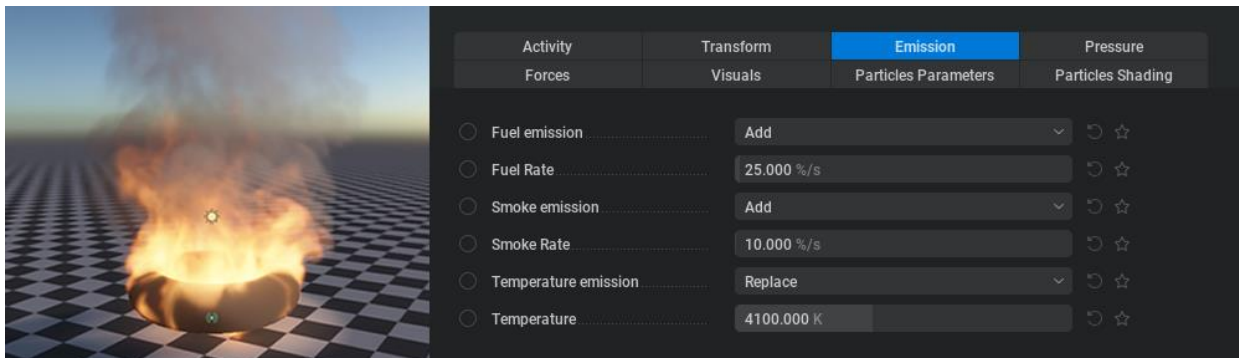 Activity Transform Emission Pressure
Forces Visuals Particles Parameters Particles Shading
Fuel emission Add
Fuel Rate 25.000 %/s
Smoke emission Add
Smoke Rate 10.000 %/s
Temperature emission Replace
Temperature 4100.000 K